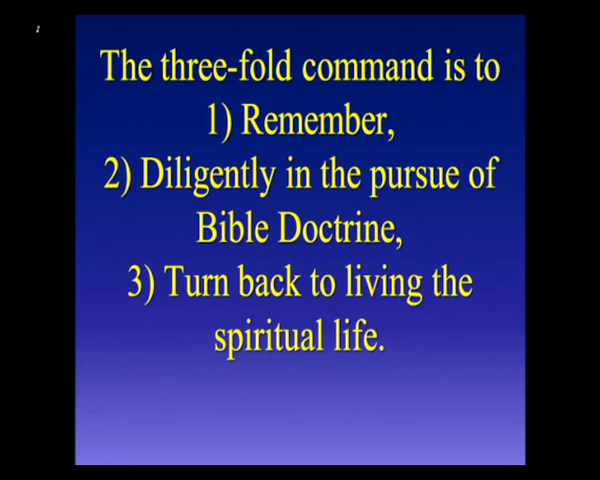 The three-fold command is to
1) Remember,
2) Diligently in the pursue of
Bible Doctrine,
3) Turn back to living the
spiritual life.